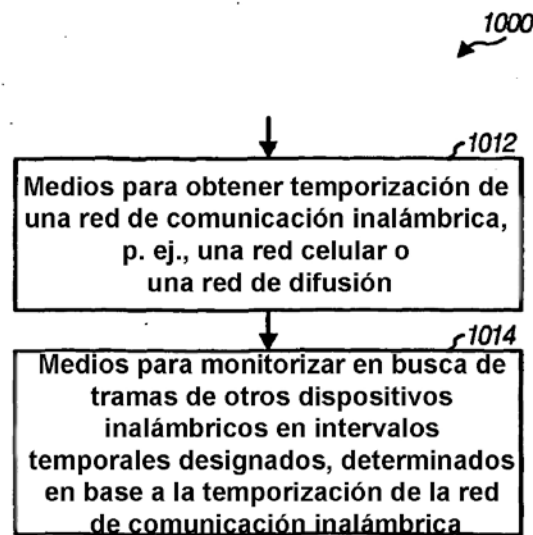 1000
1012
Medios para obtener temporización de
una red de comunicación inalámbrica,
p. ej., una red celular o
una red de difusión
1014
Medios para monitorizar en busca de
tramas de otros dispositivos
inalámbricos en intervalos
temporales designados, determinados
en base a la temporización de la red
de comunicación inalámbrica